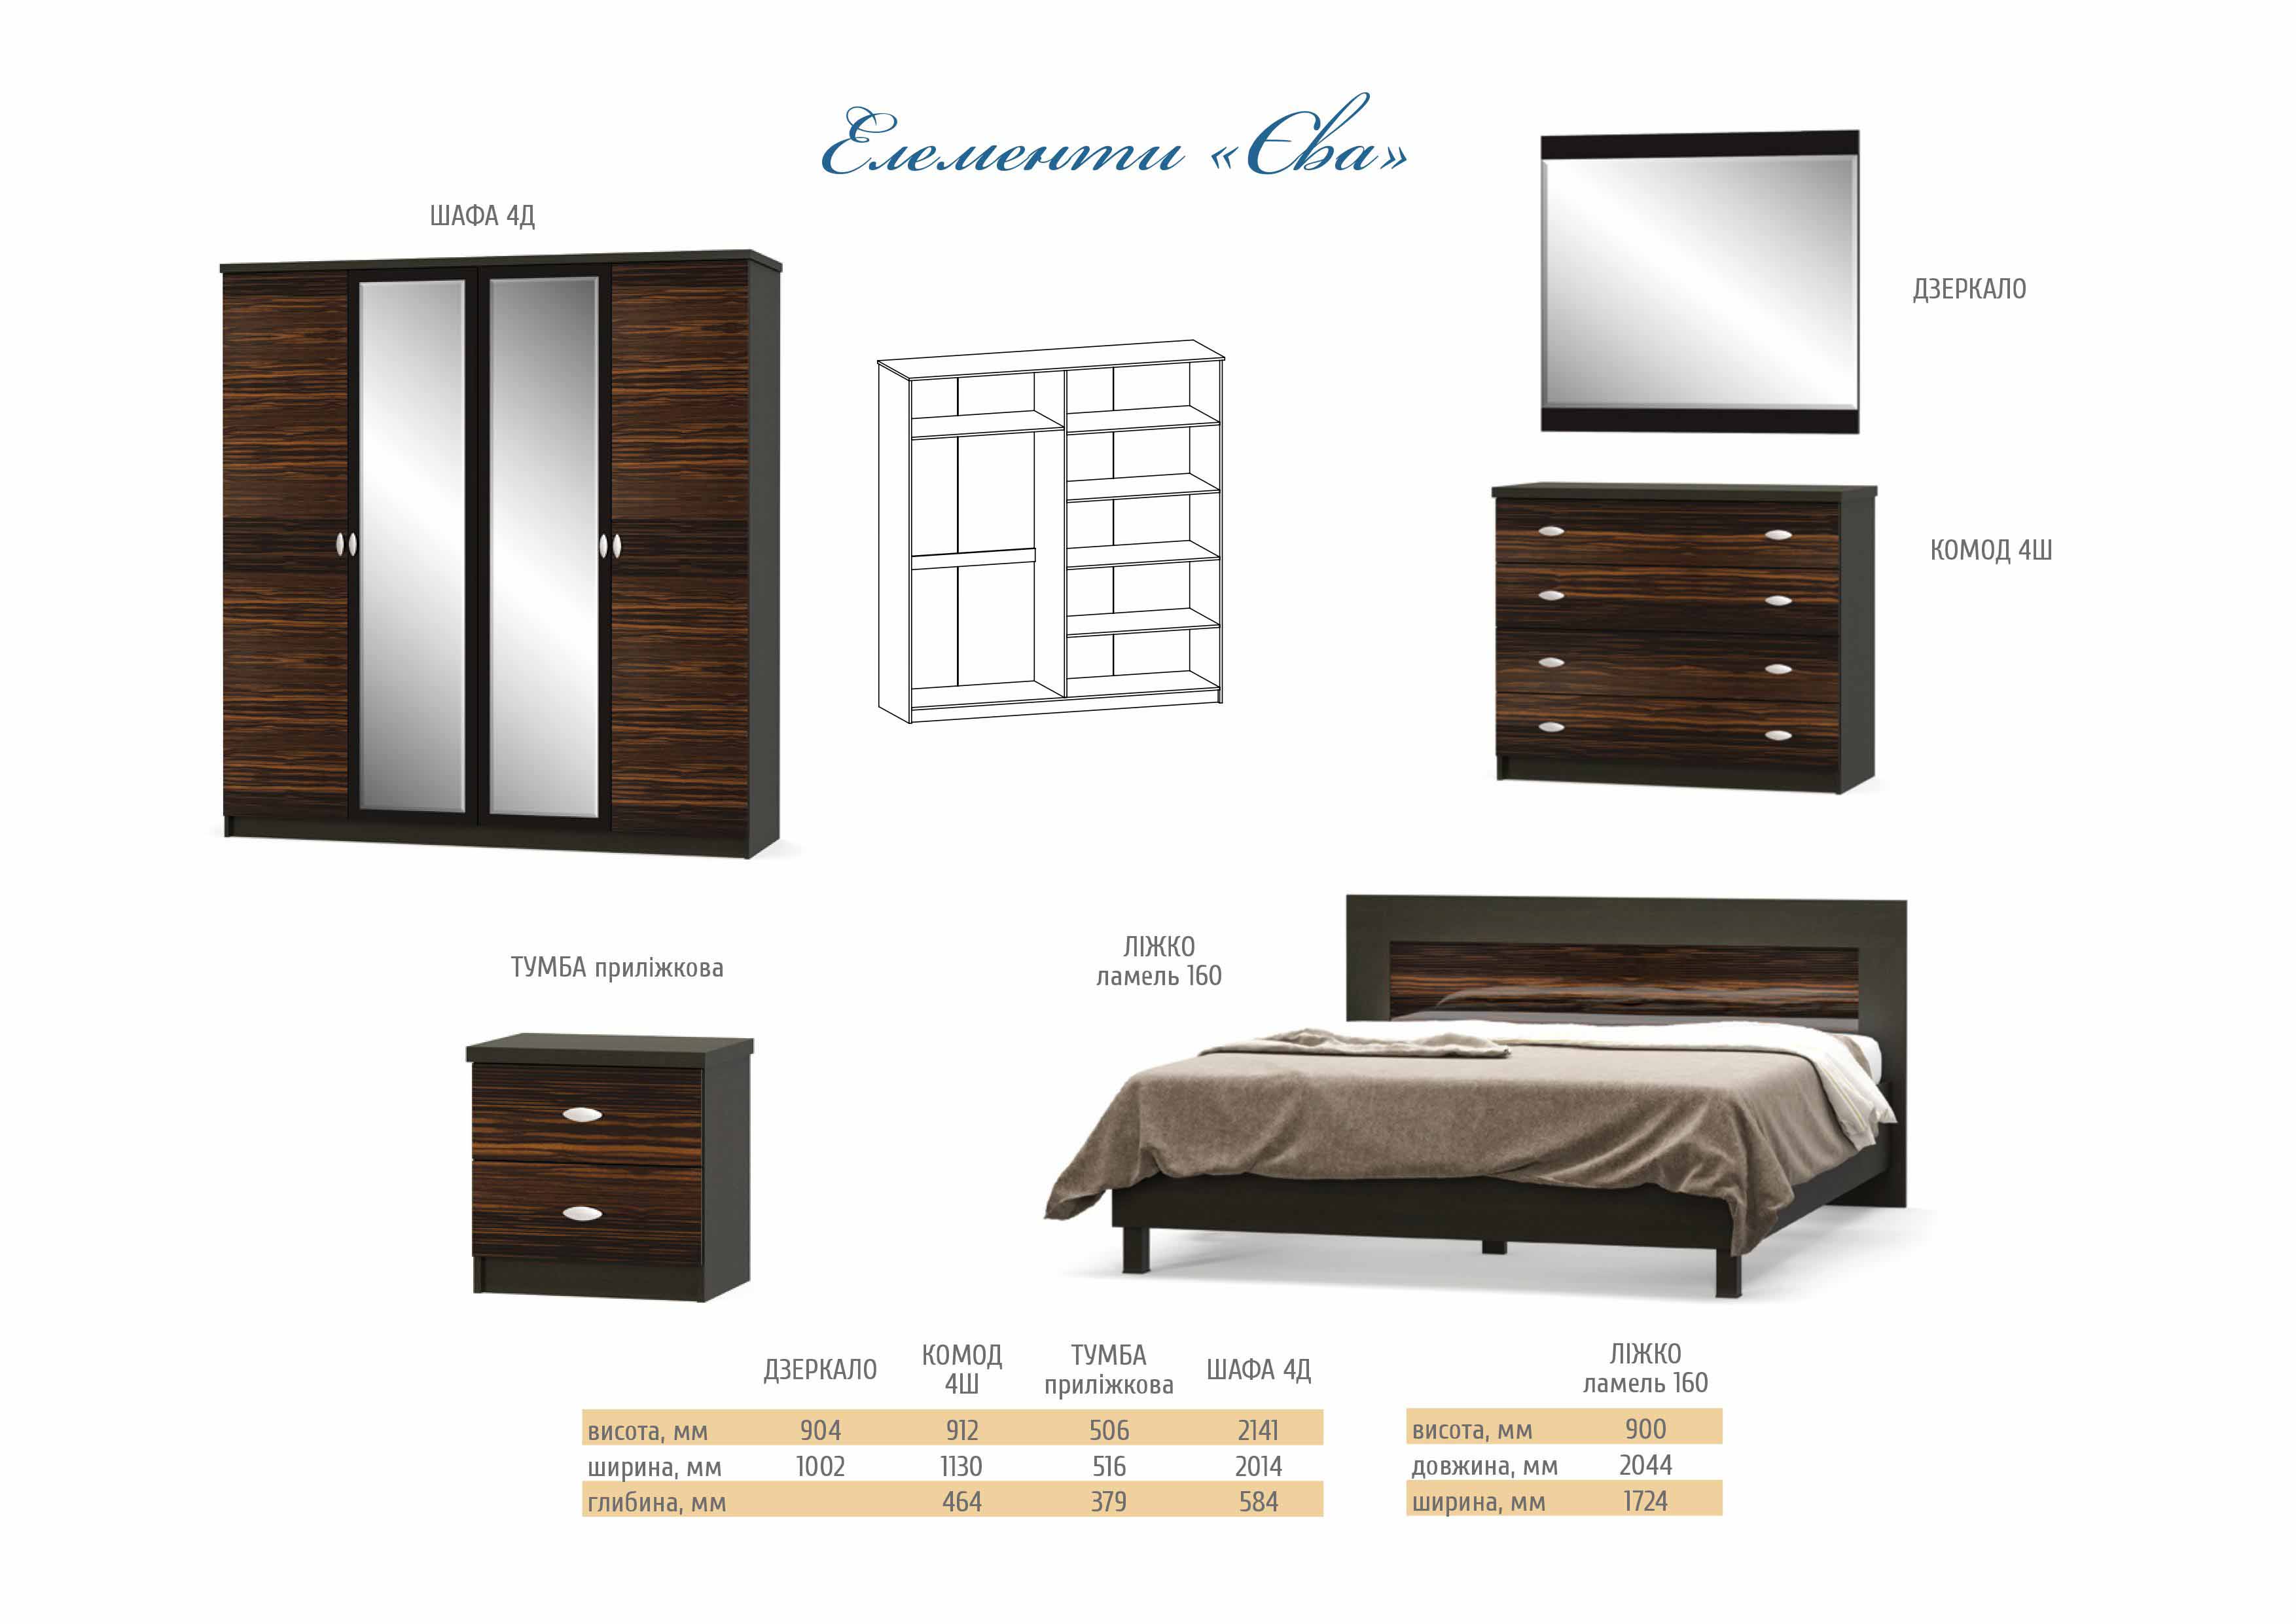 Елементи «Єва»
ШАФА 4Д
ДЗЕРКАЛО
КОМОД 4Ш
ТУМБА приліжкова
ЛІЖКО
ламель 160
ДЗЕРКАЛО КОМОД 4Ш ТУМБА приліжкова ШАФА 4Д
висота, мм 904 912 506 2141
ширина, мм 1002 1130 516 2014
глибина, мм 464 379 584
ЛІЖКО
ламель 160
висота, мм 900
довжина, мм 2044
ширина, мм 1724